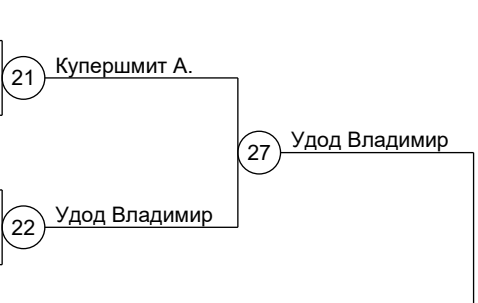 21 Купершмит А.
27 Удод Владимир
22 Удод Владимир